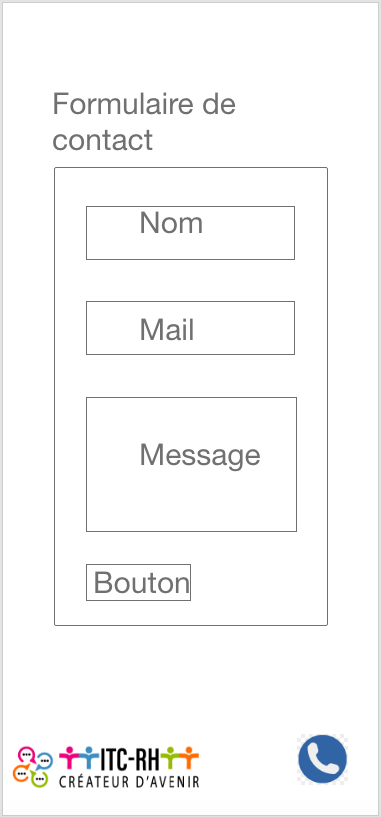 Formulaire de
contact
Nom
Mail
Message
Bouton
ITC-RH
CRÉATEUR D'AVENIR